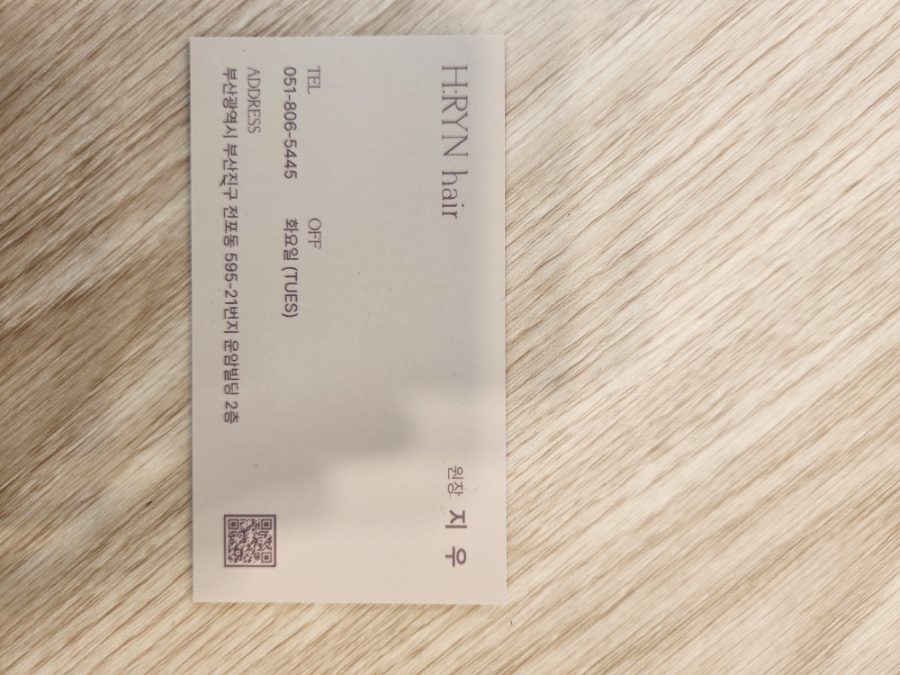 H:RYN hair
원장 지우
TEL
051-806-5445
OFF
화요일 (TUES)
ADDRESS
부산광역시 부산진구 전포동 595-21번지 운암빌딩 2층